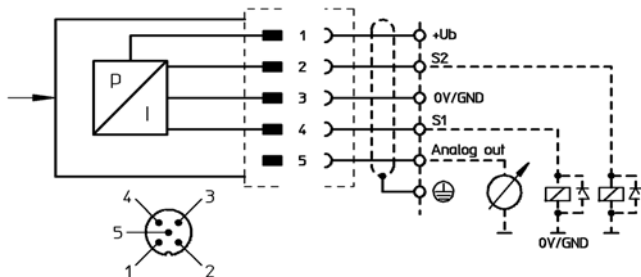 1 +Ub
P 2 S2
I 3 0V/GND
4 S1
5 Analog out
0V/GND
4 3
5
1 2